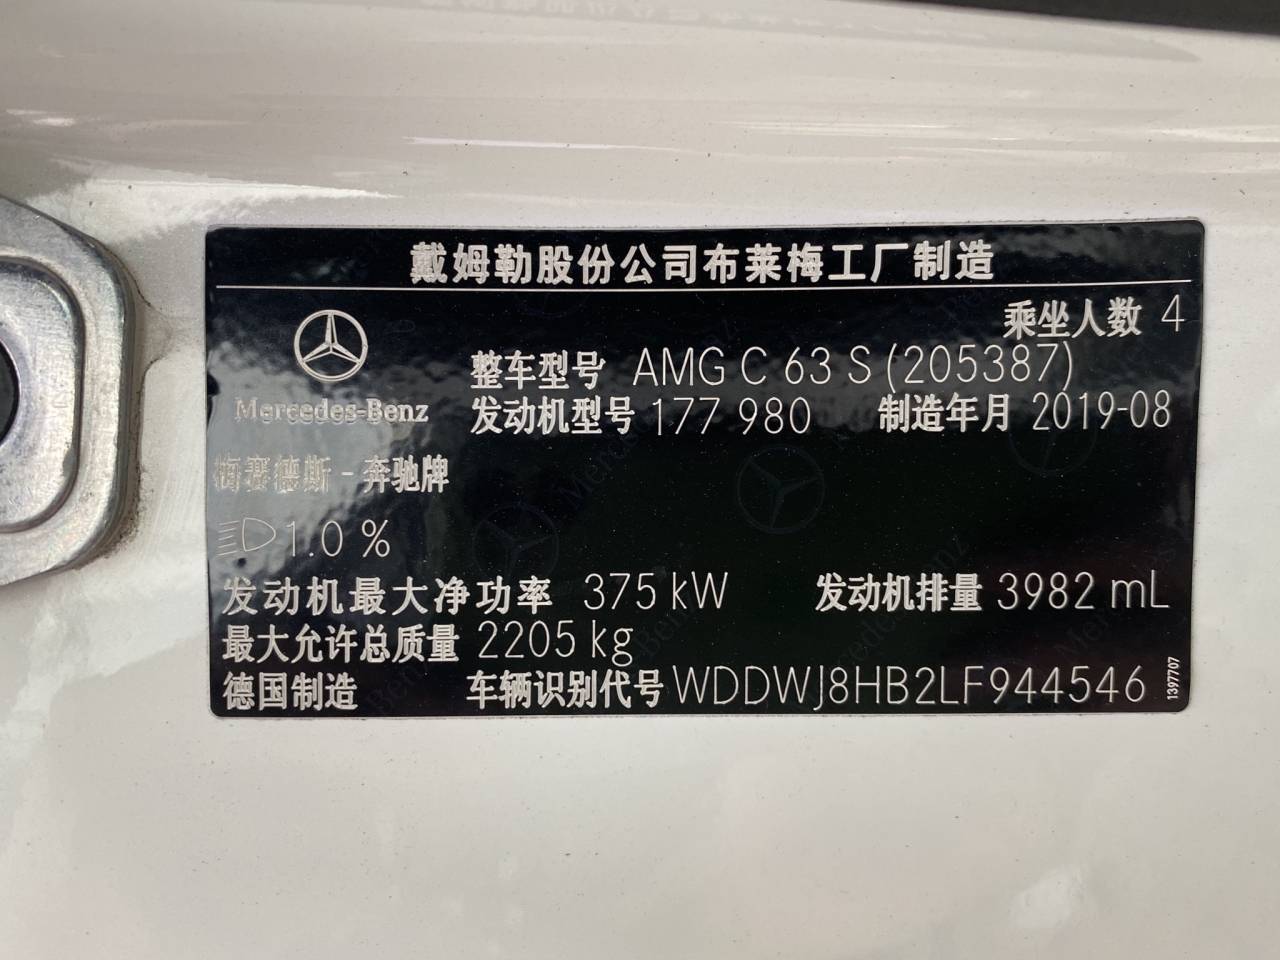 戴姆勒股份公司布莱梅工厂制造
乘坐人数 4
整车型号 AMG C 63 S (205387)
Mercedes-Benz
发动机型号 177 980 制造年月 2019-08
梅赛德斯 - 奔驰牌
1.0 %
发动机最大净功率 375 kW 发动机排量 3982 mL
最大允许总质量 2205 kg
德国制造 车辆识别代号 WDDWJ8HB2LF944546
1397707